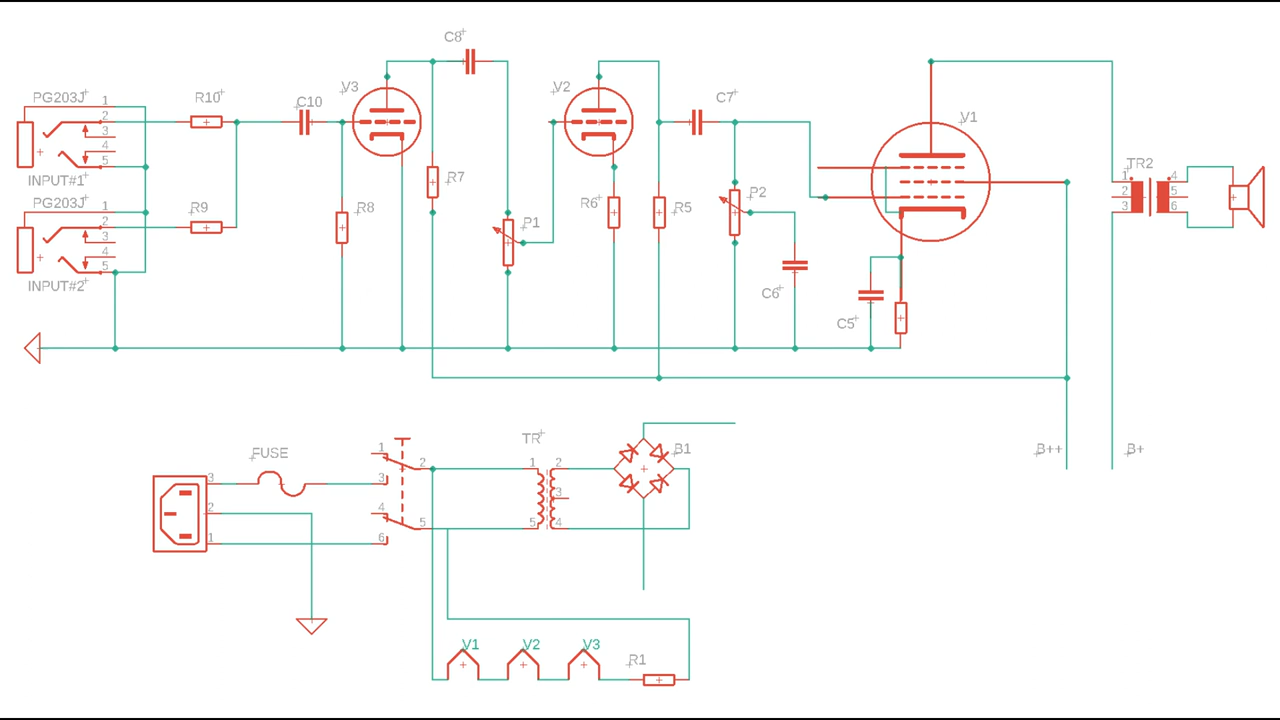 C8
V3
V2
C7
V1
PG203J
1
2
3
4
5
R10
C10
INPUT#1
PG203J
1
2
3
4
5
R9
INPUT#2
R8
R7
P1
R6
R5
P2
C6
C5
TR2
1
2
3
4
5
6
B++
B+
FUSE
3
2
1
1
2
3
4
5
6
TR
1
2
3
5
4
B1
V1
V2
V3
R1